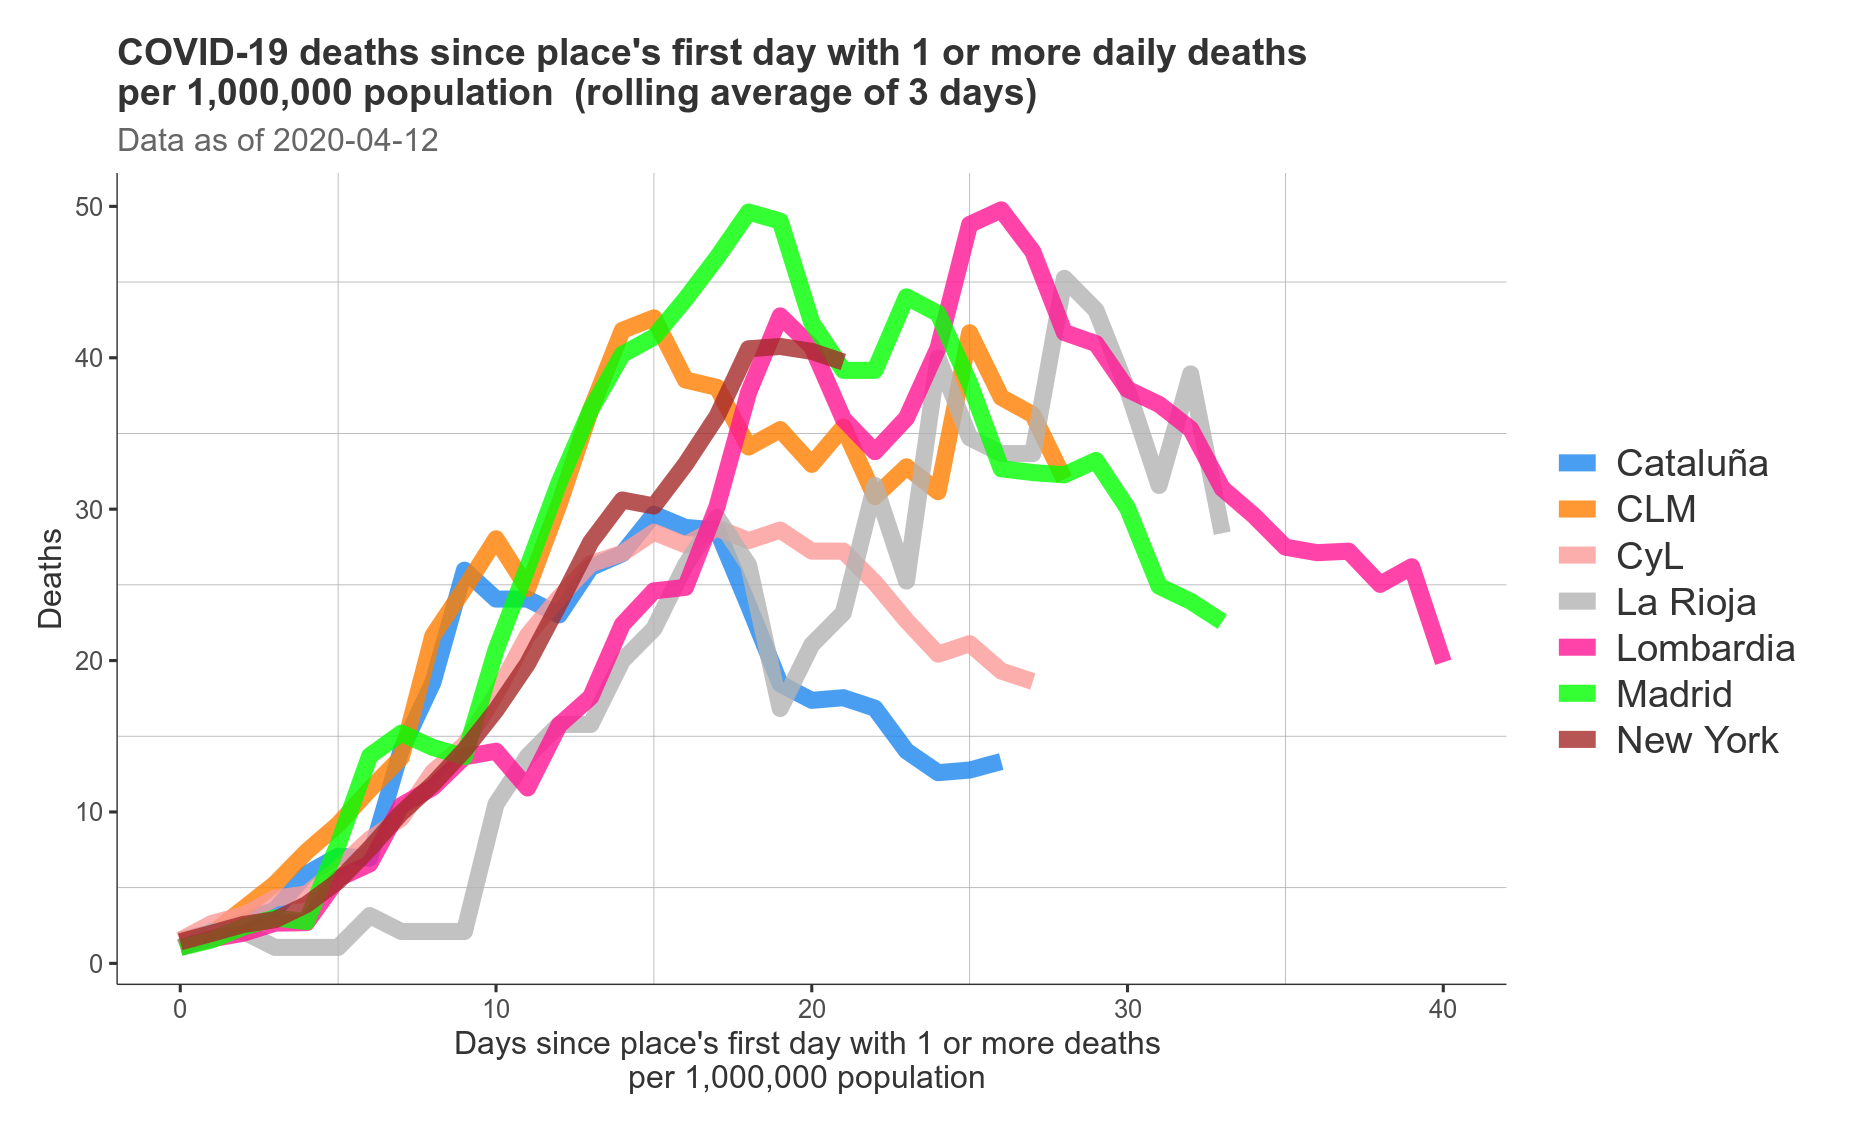 COVID-19 deaths since place's first day with 1 or more daily deaths
per 1,000,000 population  (rolling average of 3 days)
Data as of 2020-04-12
50
40
30
20
10
0
Deaths
0
10
20
30
40
Days since place's first day with 1 or more deaths
per 1,000,000 population
Cataluña
CLM
CyL
La Rioja
Lombardia
Madrid
New York